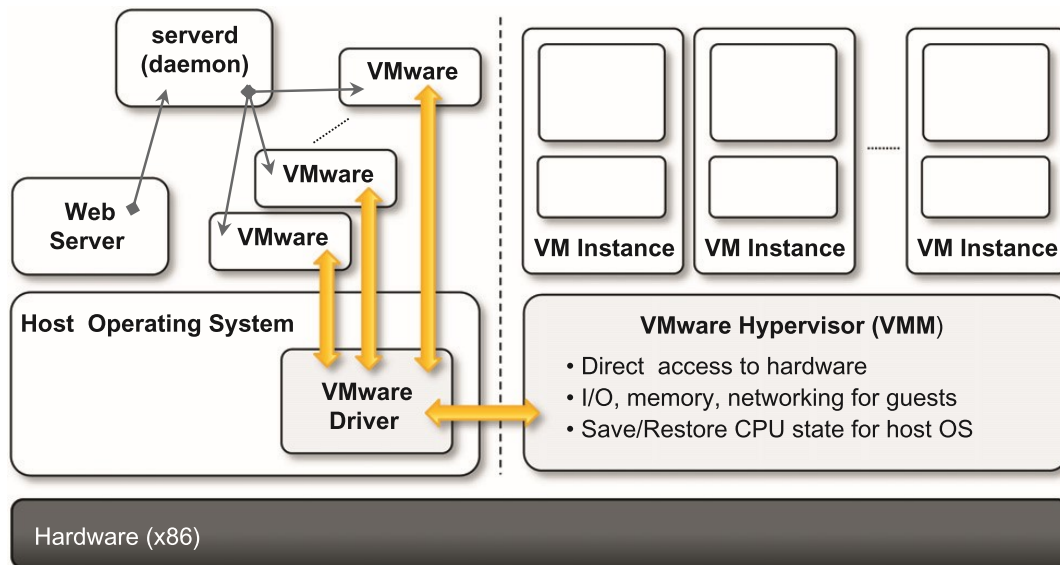 serverd
(daemon)
VMware
VMware
VMware
Web
Server
VM Instance
VM Instance
VM Instance
Host Operating System
VMware
Driver
VMware Hypervisor (VMM)
• Direct access to hardware
• I/O, memory, networking for guests
• Save/Restore CPU state for host OS
Hardware (x86)